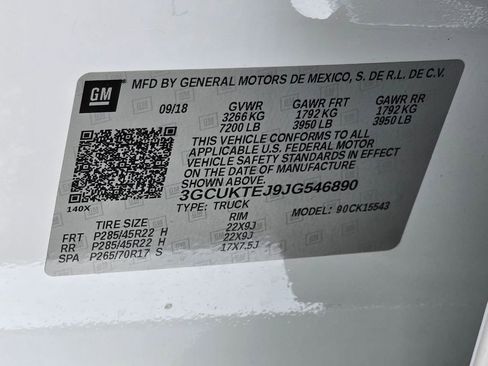 MFD BY GENERAL MOTORS DE MEXICO, S. DE R.L. DE C.V.
GM
09/18 GVWR GAWR FRT GAWR RR
3266 KG 1792 KG 1792 KG
7200 LB 3950 LB 3950 LB
THIS VEHICLE CONFORMS TO ALL
APPLICABLE U.S. FEDERAL MOTOR
VEHICLE SAFETY STANDARDS IN EFFECT
ON THE DATE OF MANUFACTURE
SHOWN ABOVE.
3GCUKTEJ9JG546890
TYPE: TRUCK MODEL: 90CK15543
140X
TIRE SIZE RIM
FRT P285/45R22 H 22X9J
RR P285/45R22 H 22X9J
SPA P265/70R17 S 17X7.5J